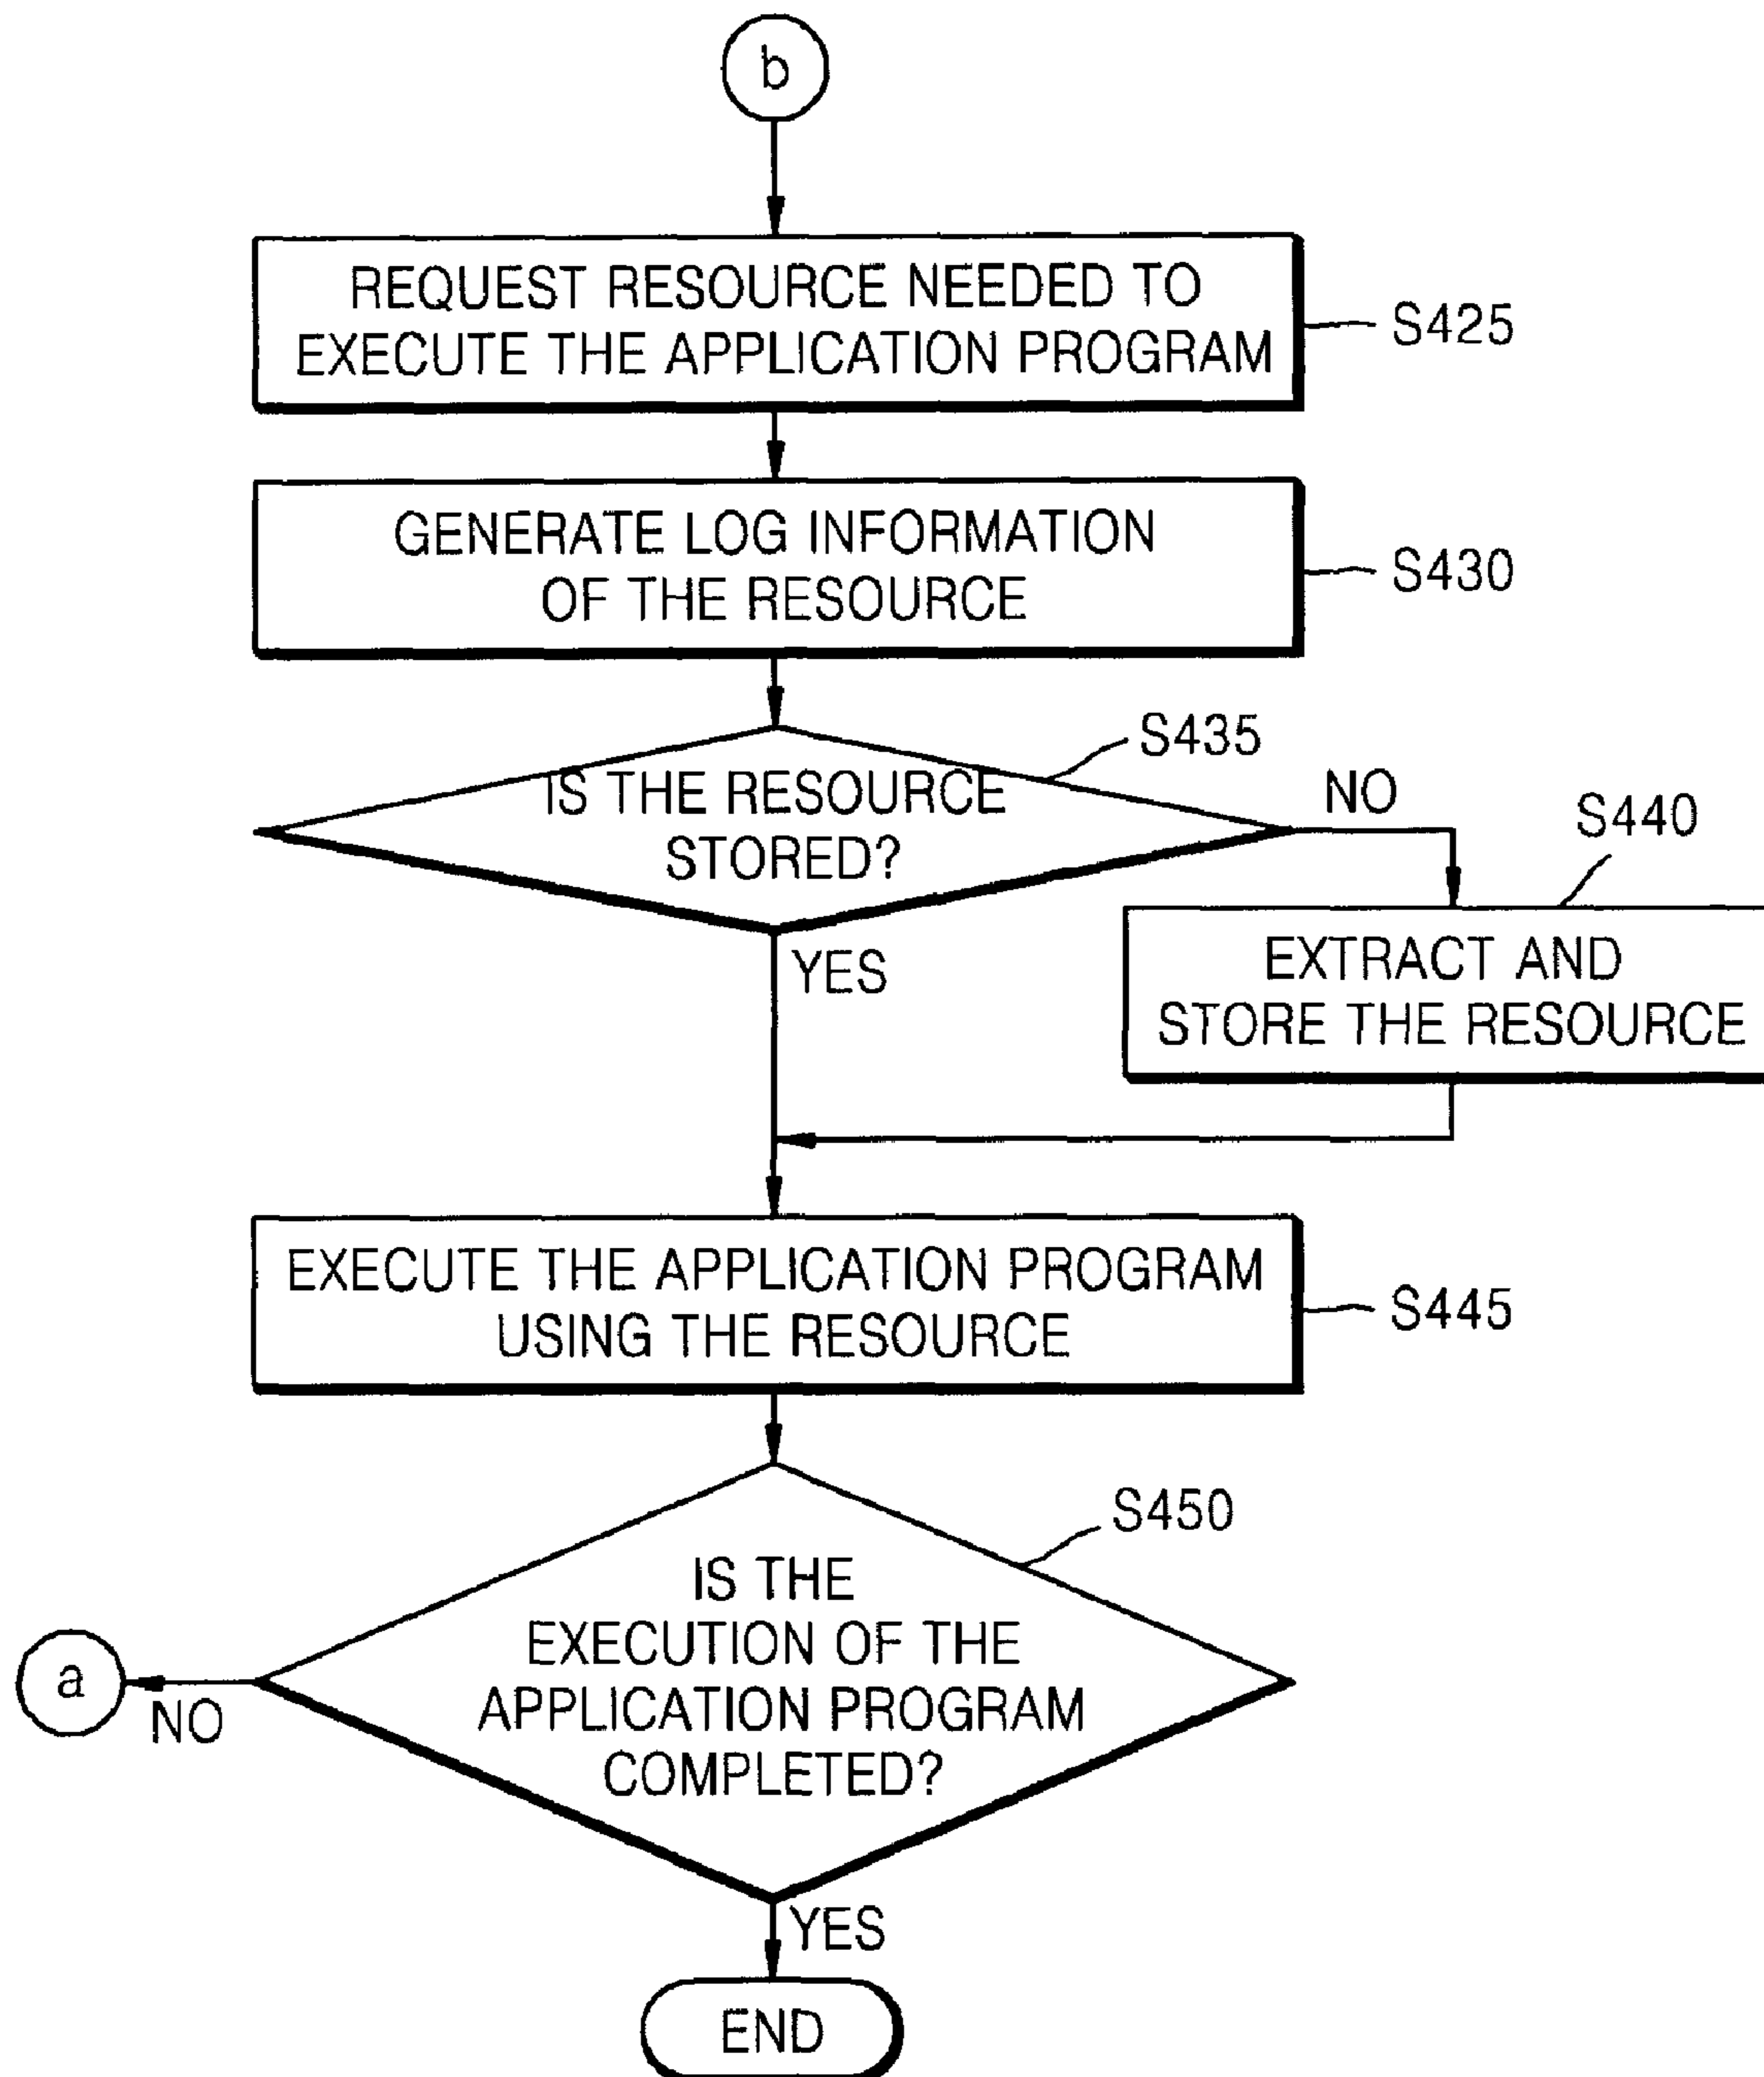 b
REQUEST RESOURCE NEEDED TO
EXECUTE THE APPLICATION PROGRAM
S425
GENERATE LOG INFORMATION
OF THE RESOURCE
S430
S435
IS THE RESOURCE
STORED?
NO
S440
YES
EXTRACT AND
STORE THE RESOURCE
EXECUTE THE APPLICATION PROGRAM
USING THE RESOURCE
S445
S450
IS THE
EXECUTION OF THE
APPLICATION PROGRAM
COMPLETED?
a
NO
YES
END